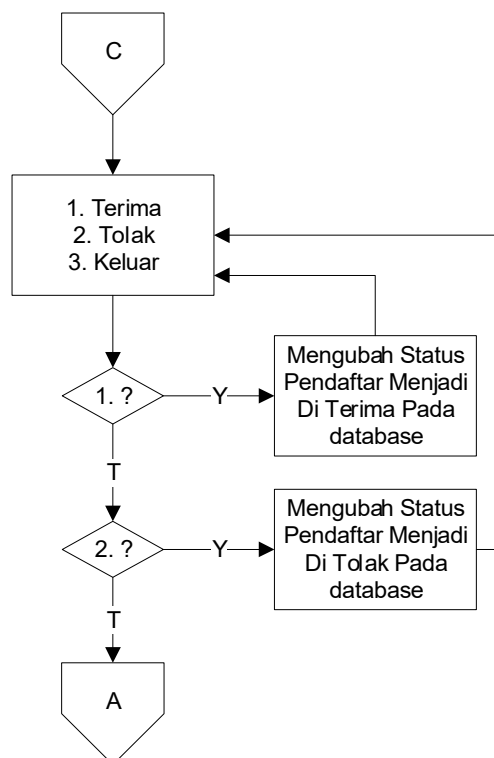 C
1. Terima
2. Tolak
3. Keluar
1. ?
Y
Mengubah Status
Pendaftar Menjadi
Di Terima Pada
database
T
2. ?
Y
Mengubah Status
Pendaftar Menjadi
Di Tolak Pada
database
T
A